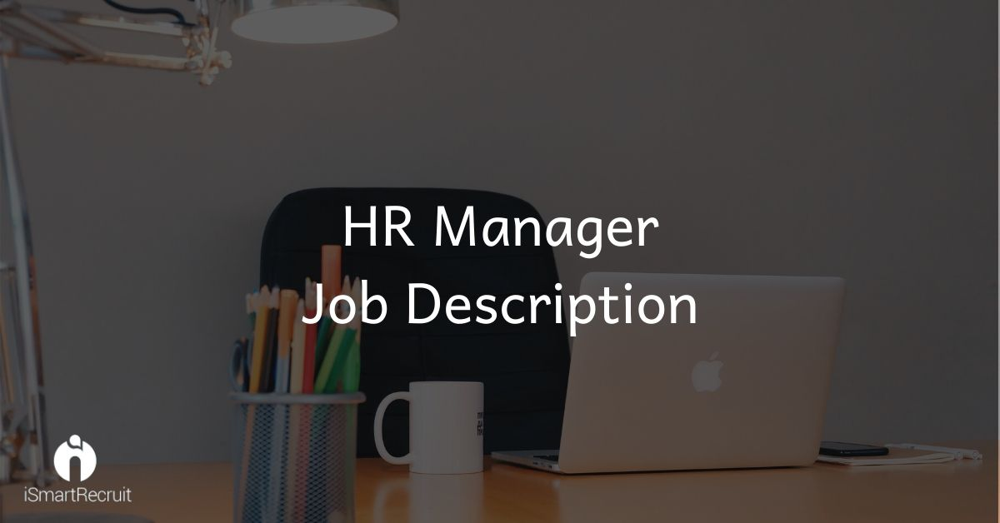 HR Manager
Job Description
iSmartRecruit